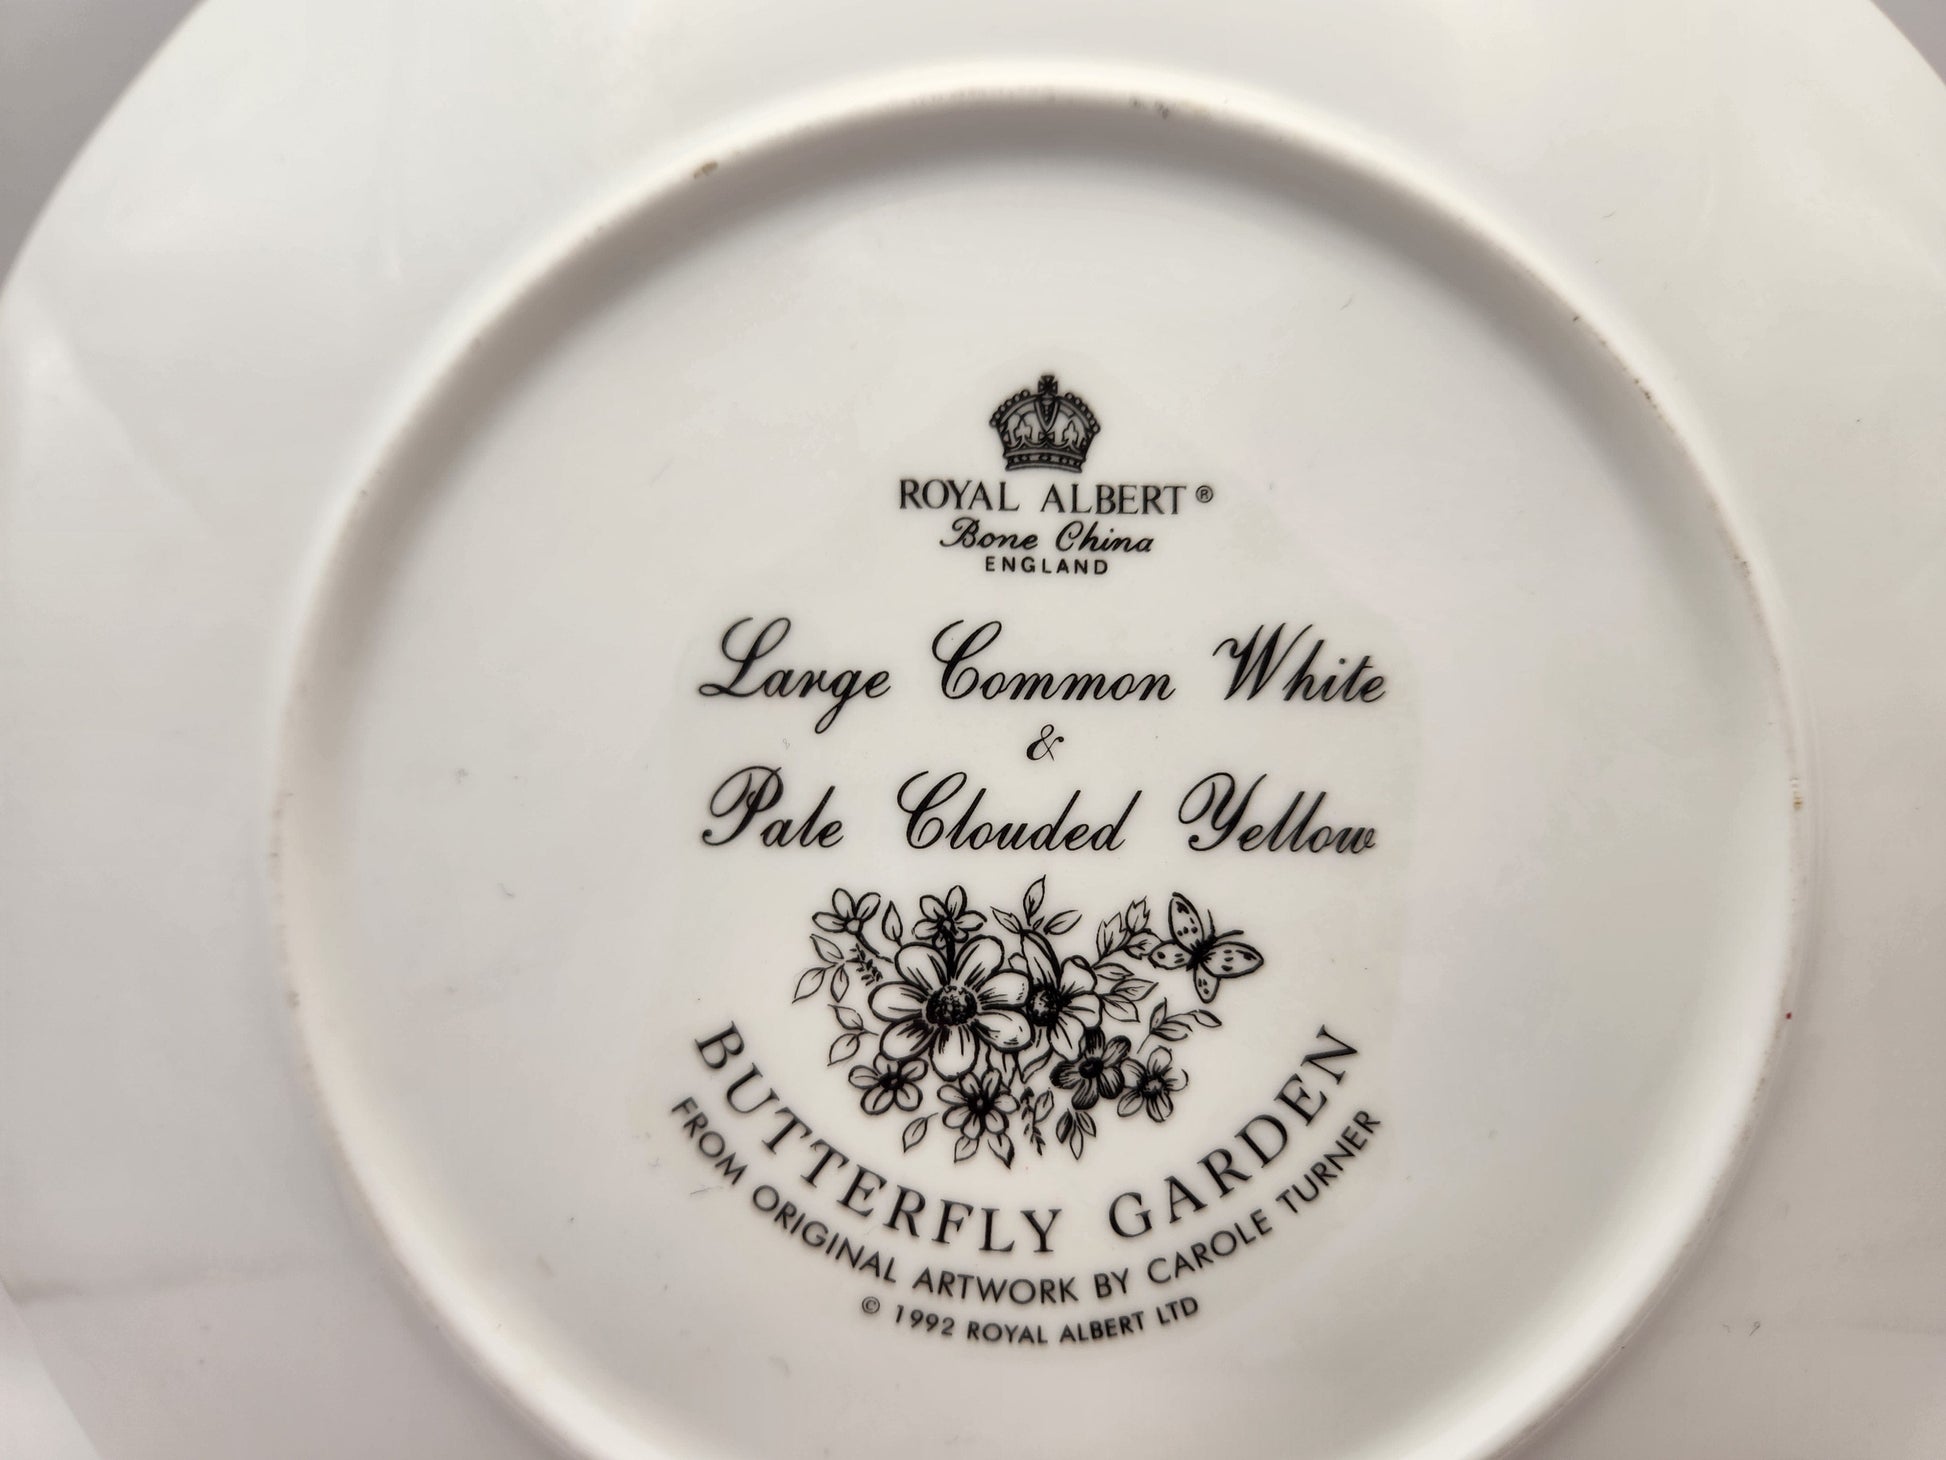 ROYAL ALBERT®
Bone China
ENGLAND
Large Common White
&
Pale Clouded Yellow
BUTTERFLY GARDEN
FROM ORIGINAL ARTWORK BY CAROLE TURNER
© 1992 ROYAL ALBERT LTD